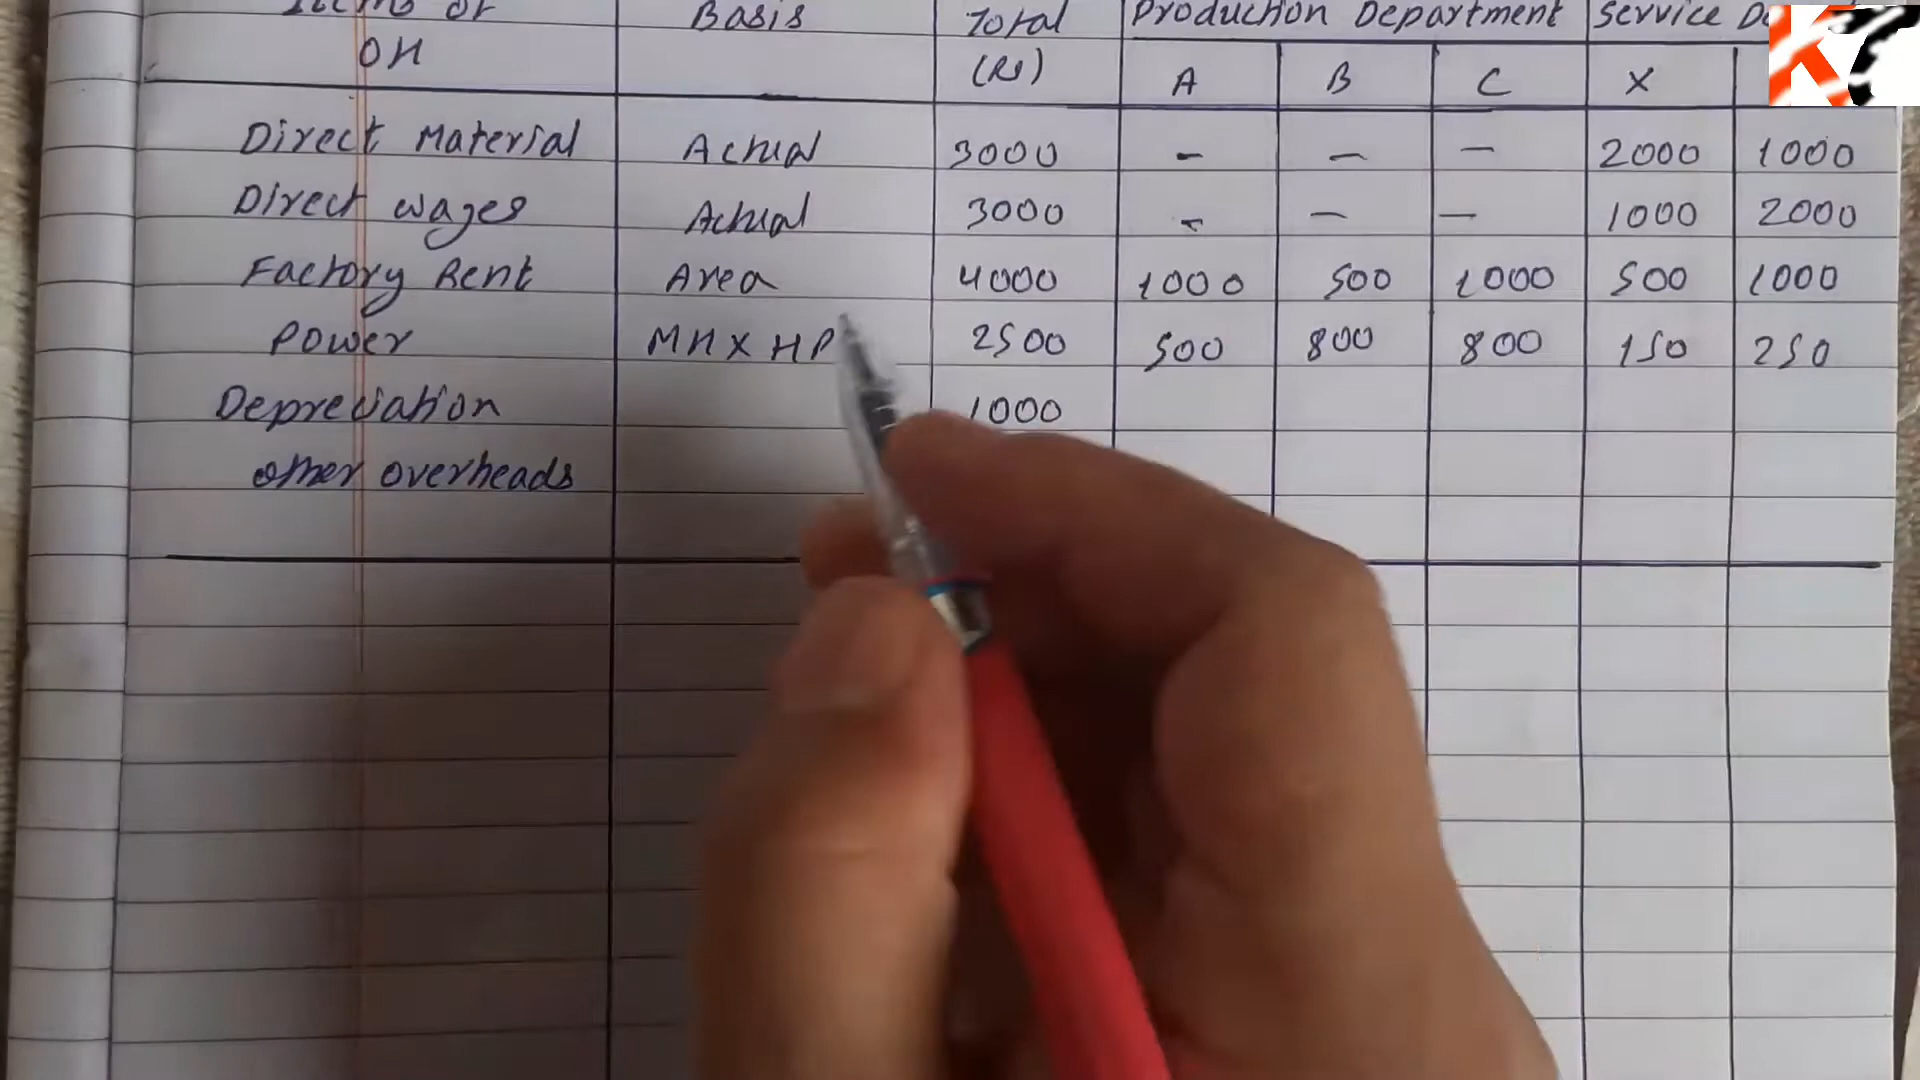 Items of Basis Total Production Department Service
OH (Rs) A B C X
Direct Material Actual 3000 - - - 2000 1000
Direct wages Actual 3000 - - - 1000 2000
Factory Rent Area 4000 1000 500 1000 500 1000
Power MH X HP 2500 500 800 800 150 250
Depreciation 1000
other overheads